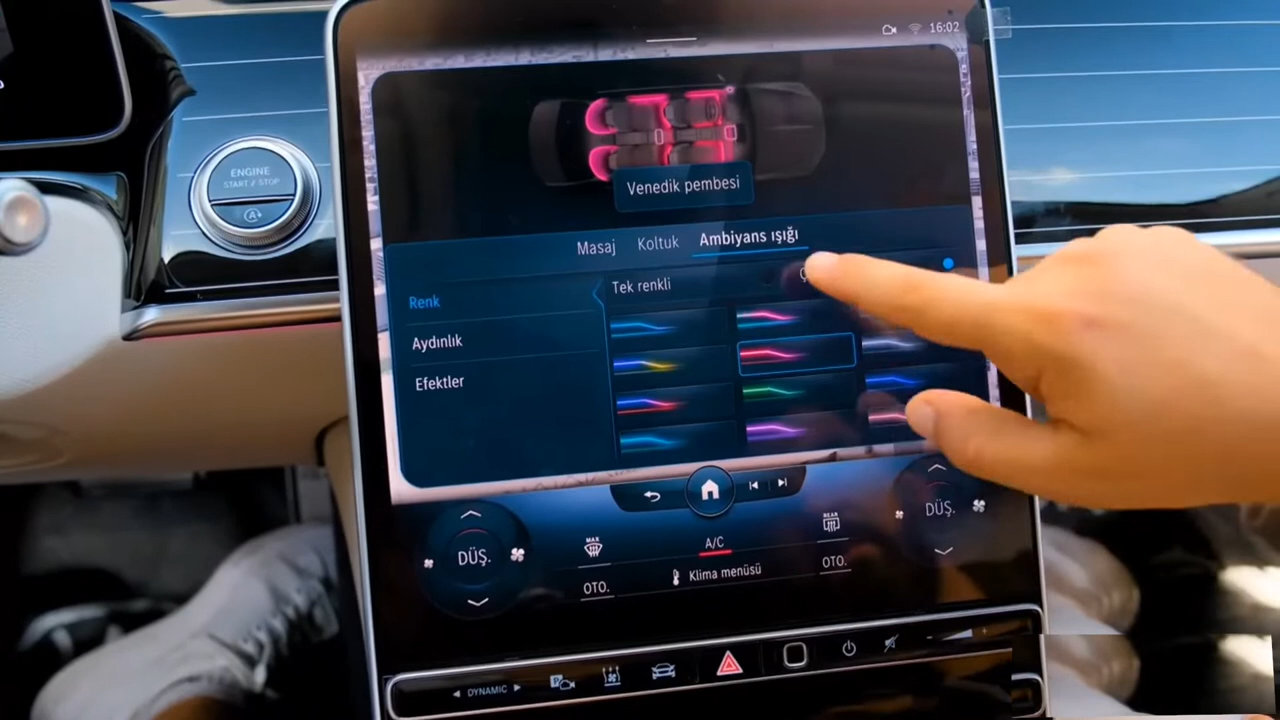 16:02
ENGINE
START // STOP
A
Venedik pembesi
Masaj Koltuk Ambiyans ışığı
Renk
Tek renkli
Aydınlık
Efektler
DÜŞ.
MAX
A/C
REAR
DÜŞ.
OTO.
Klima menüsü
OTO.
DYNAMIC
P